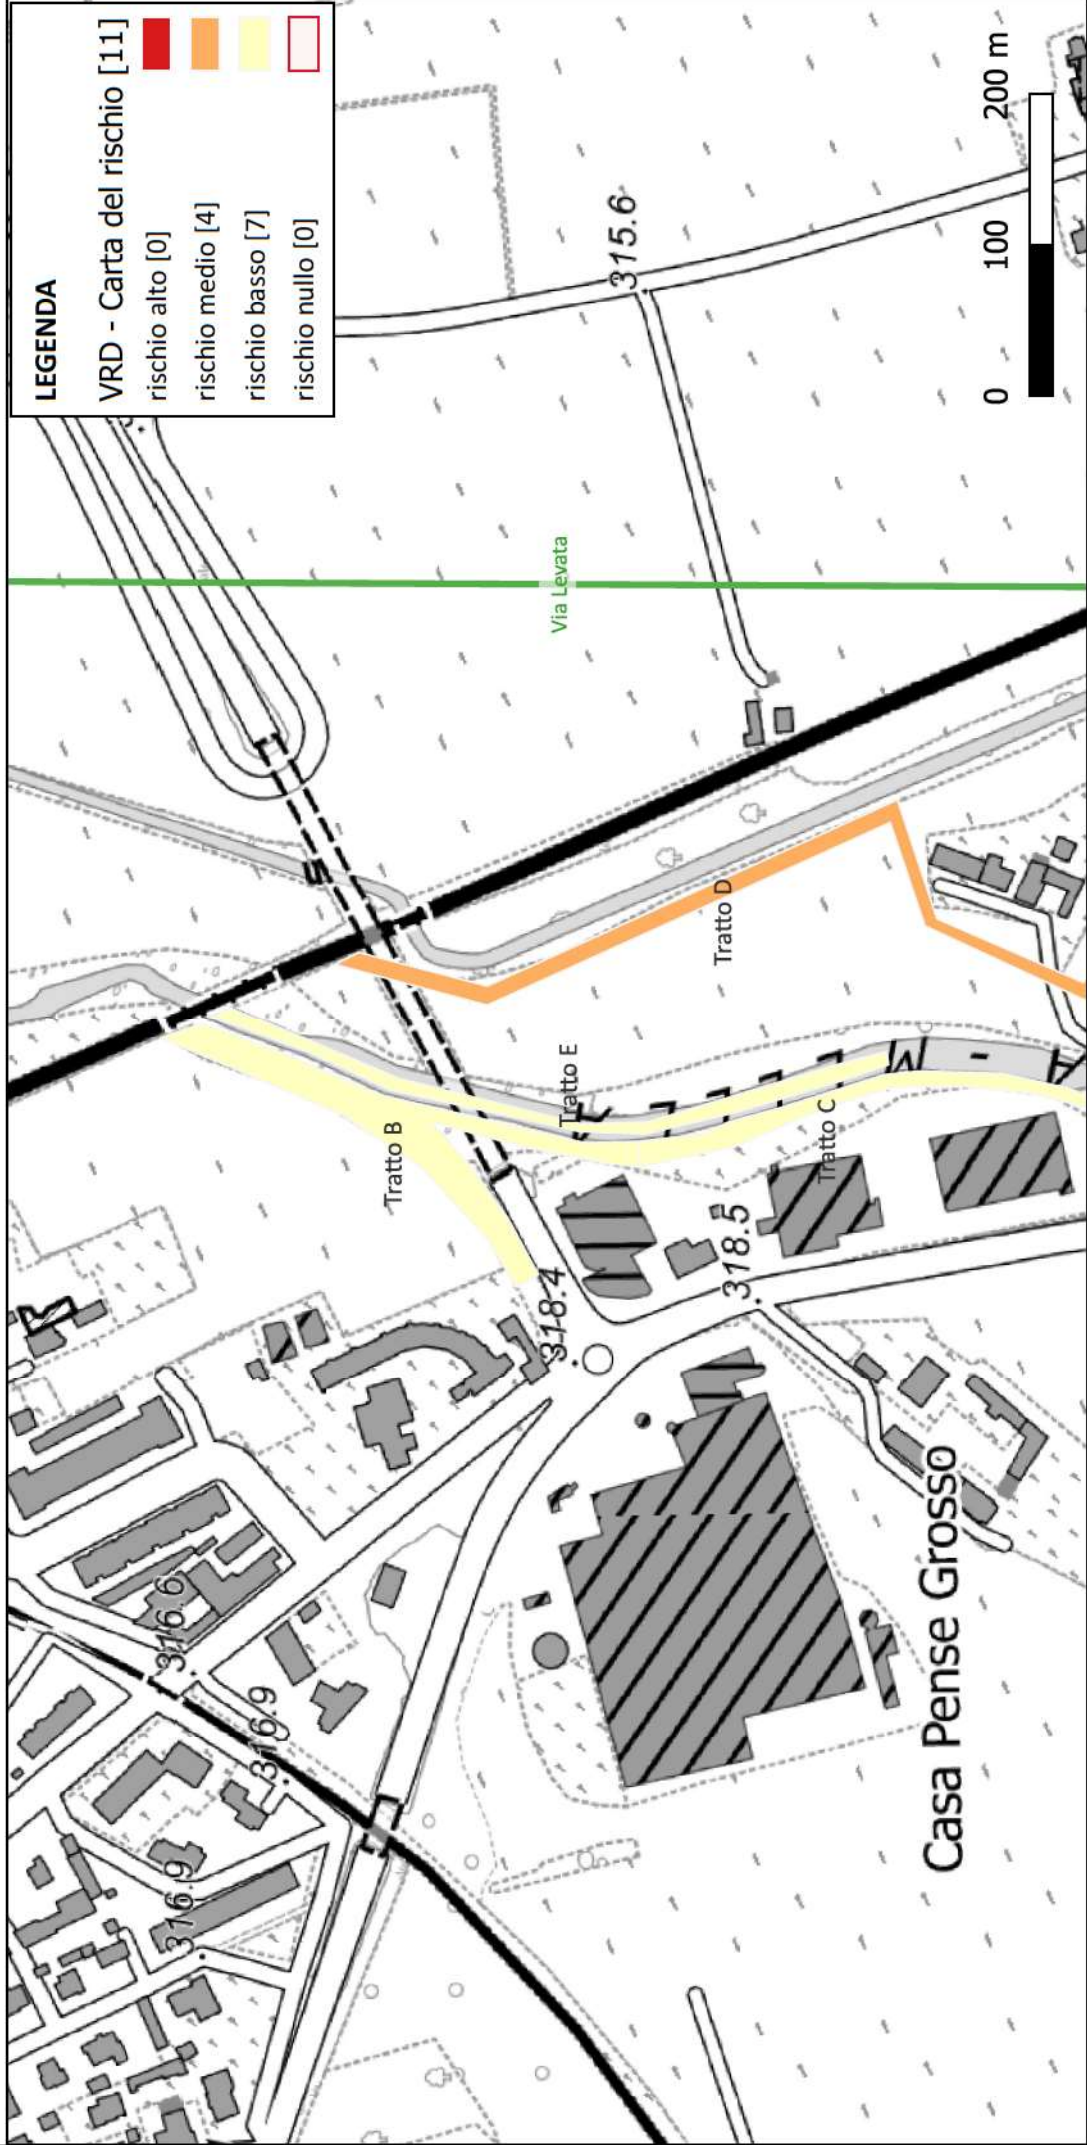 LEGENDA
VRD - Carta del rischio [11]
rischio alto [0]
rischio medio [4]
rischio basso [7]
rischio nullo [0]
316.9
316.9
316.6
318.4
318.5
315.6
Tratto B
Tratto E
Tratto C
Tratto D
Via Levata
Casa Pense Grosso
0 100 200 m